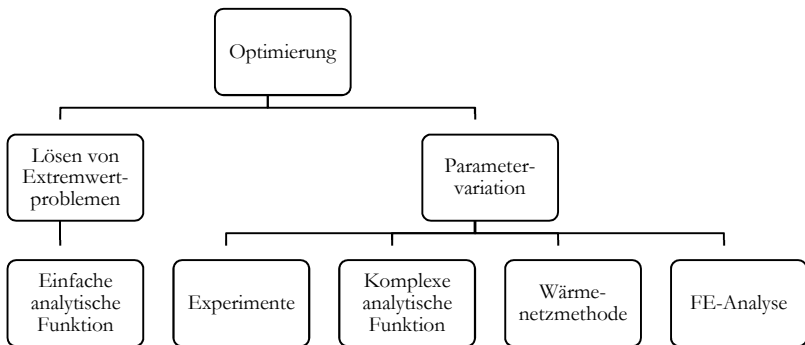 Optimierung
Lösen von
Extremwert-
problemen
Parameter-
variation
Einfache
analytische
Funktion
Experimente
Komplexe
analytische
Funktion
Wärme-
netzmethode
FE-Analyse